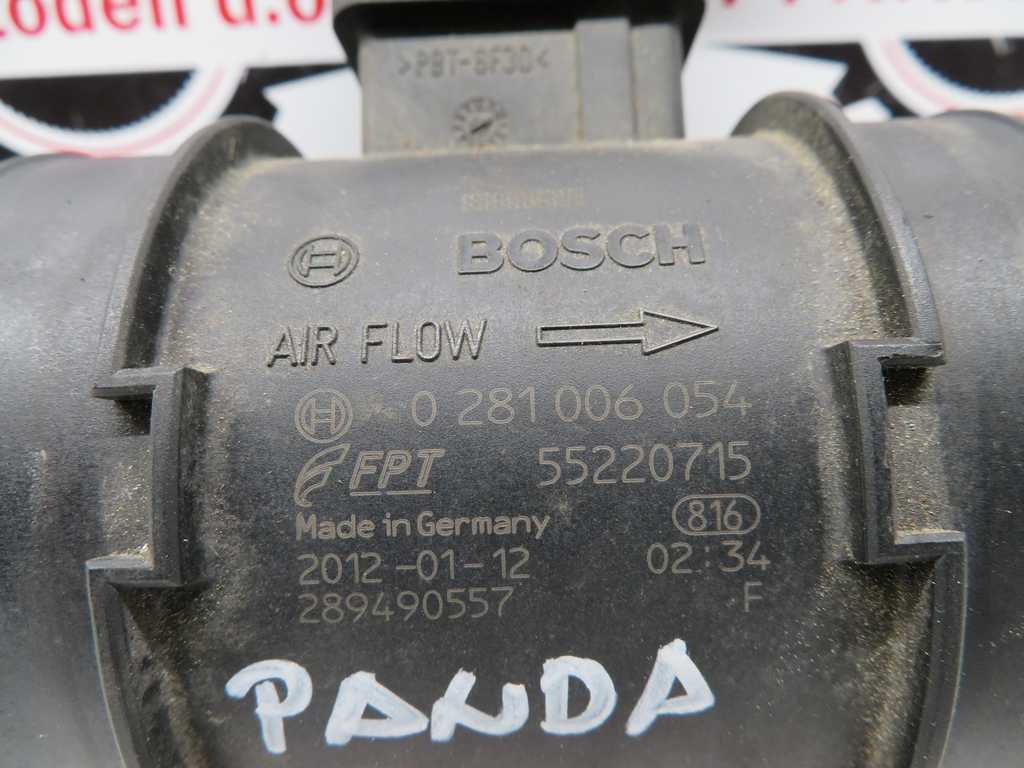 loden d.o
>PBT-GF30<
BOSCH
AIR FLOW
0 281 006 054
FPT 55220715
Made in Germany 816
2012-01-12 02:34
289490557 F
PANDA